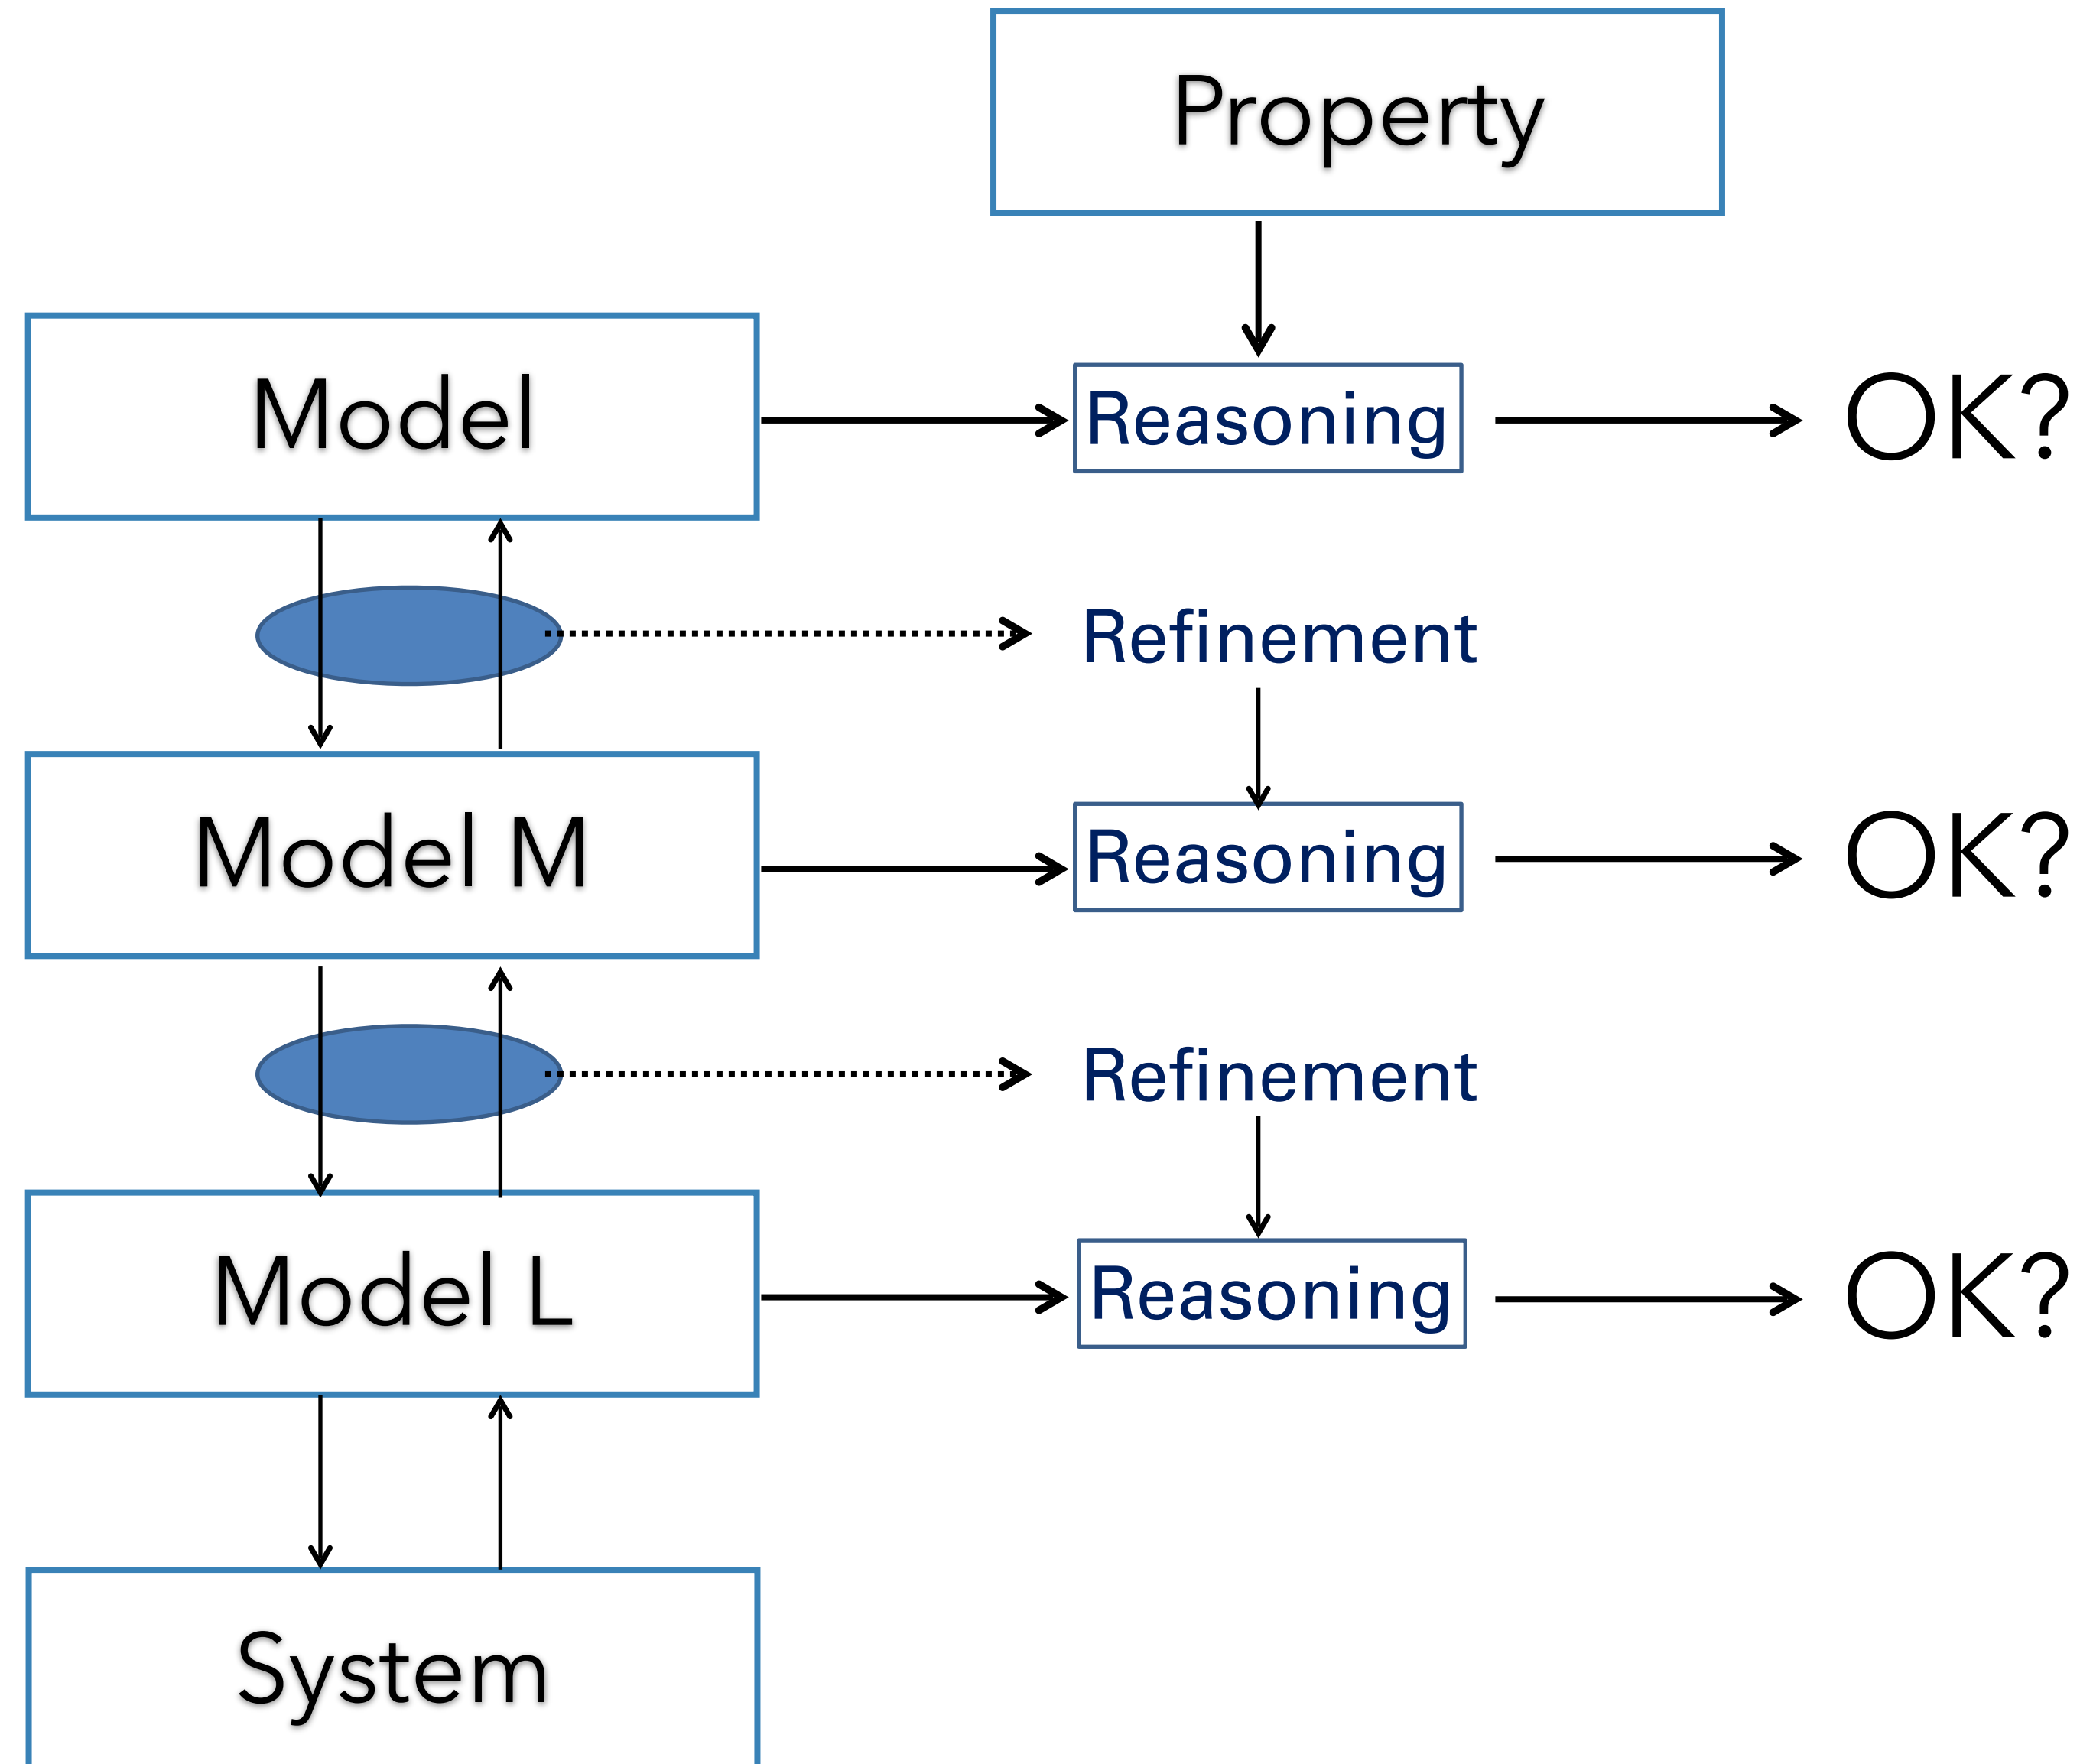 Property
Model
Reasoning
OK?
Refinement
Model M
Reasoning
OK?
Refinement
Model L
Reasoning
OK?
System